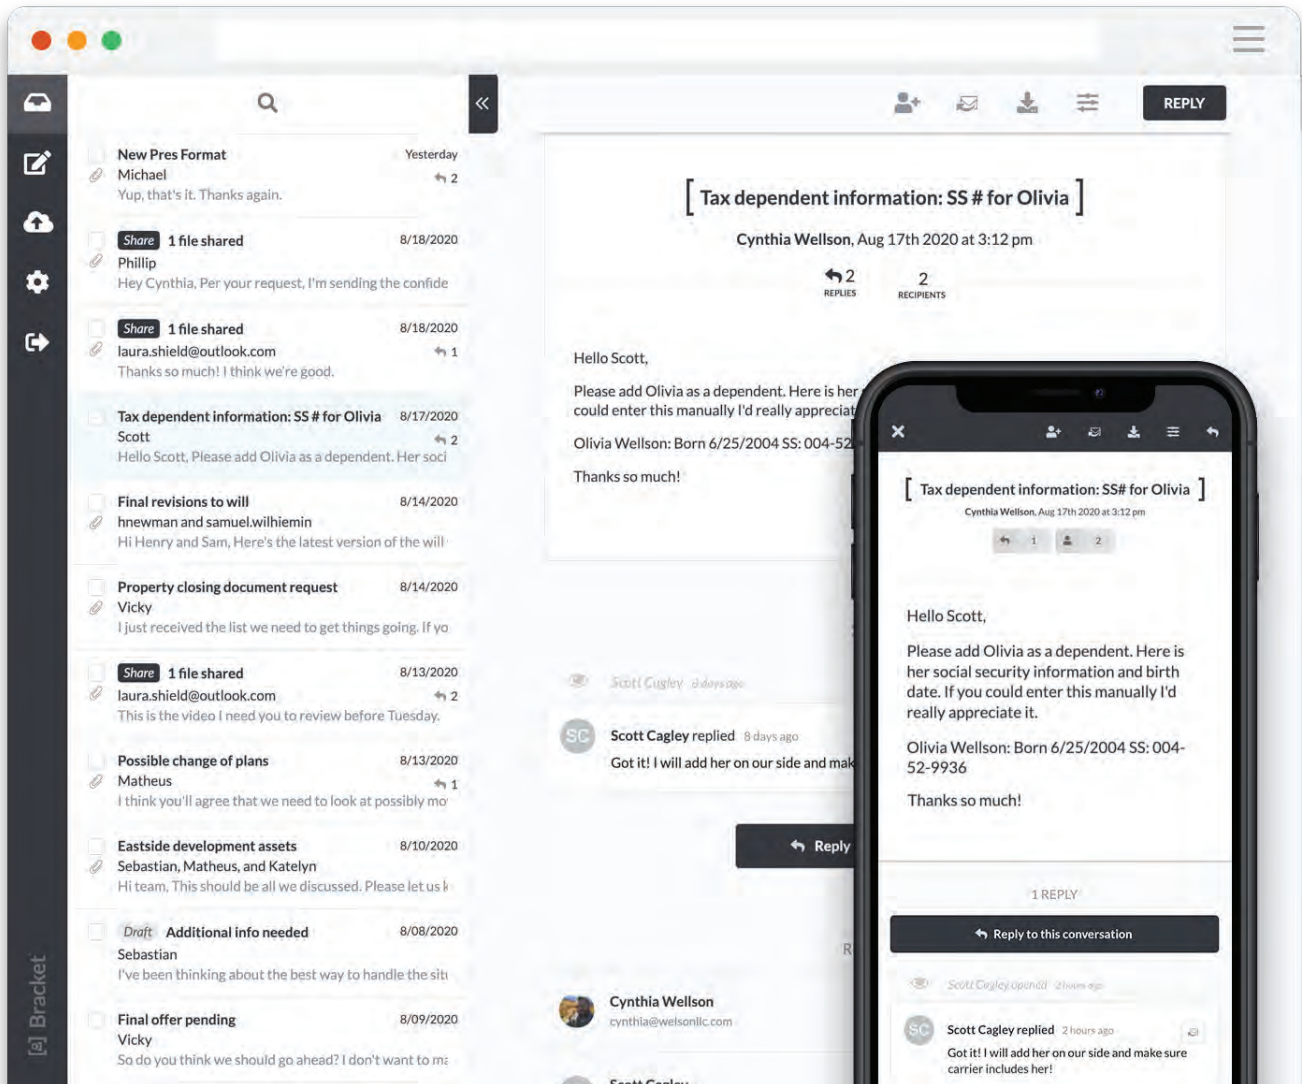 REPLY
New Pres Format Yesterday
Michael 2
Yup, that's it. Thanks again.
Share 1 file shared 8/18/2020
Phillip
Hey Cynthia, Per your request, I'm sending the confide
Share 1 file shared 8/18/2020
laura.shield@outlook.com 1
Thanks so much! I think we're good.
Tax dependent information: SS # for Olivia 8/17/2020
Scott 2
Hello Scott, Please add Olivia as a dependent. Her soci
Final revisions to will 8/14/2020
hnewman and samuel.wilhiemin
Hi Henry and Sam, Here's the latest version of the will
Property closing document request 8/14/2020
Vicky
I just received the list we need to get things going. If yo
Share 1 file shared 8/13/2020
laura.shield@outlook.com 2
This is the video I need you to review before Tuesday.
Possible change of plans 8/13/2020
Matheus 1
I think you'll agree that we need to look at possibly mo
Eastside development assets 8/10/2020
Sebastian, Matheus, and Katelyn
Hi team, This should be all we discussed. Please let us k
Draft Additional info needed 8/08/2020
Sebastian
I've been thinking about the best way to handle the situ
Final offer pending 8/09/2020
Vicky
So do you think we should go ahead? I don't want to ma
[a] Bracket
[Tax dependent information: SS # for Olivia]
Cynthia Wellson, Aug 17th 2020 at 3:12 pm
2 2
REPLIES RECIPIENTS
Hello Scott,
Please add Olivia as a dependent. Here is her
could enter this manually I'd really appreciat
Olivia Wellson: Born 6/25/2004 SS: 004-52
Thanks so much!
Scott Cagley 8 days ago
SC Scott Cagley replied 8 days ago
Got it! I will add her on our side and mak
Reply
R
Cynthia Wellson
cynthia@welsonllc.com
Scott Cagley
[Tax dependent information: SS# for Olivia]
Cynthia Wellson, Aug 17th 2020 at 3:12 pm
1 2
Hello Scott,
Please add Olivia as a dependent. Here is
her social security information and birth
date. If you could enter this manually I'd
really appreciate it.
Olivia Wellson: Born 6/25/2004 SS: 004-
52-9936
Thanks so much!
1 REPLY
Reply to this conversation
Scott Cagley opened 2 hours ago
SC Scott Cagley replied 2 hours ago
Got it! I will add her on our side and make sure
carrier includes her!